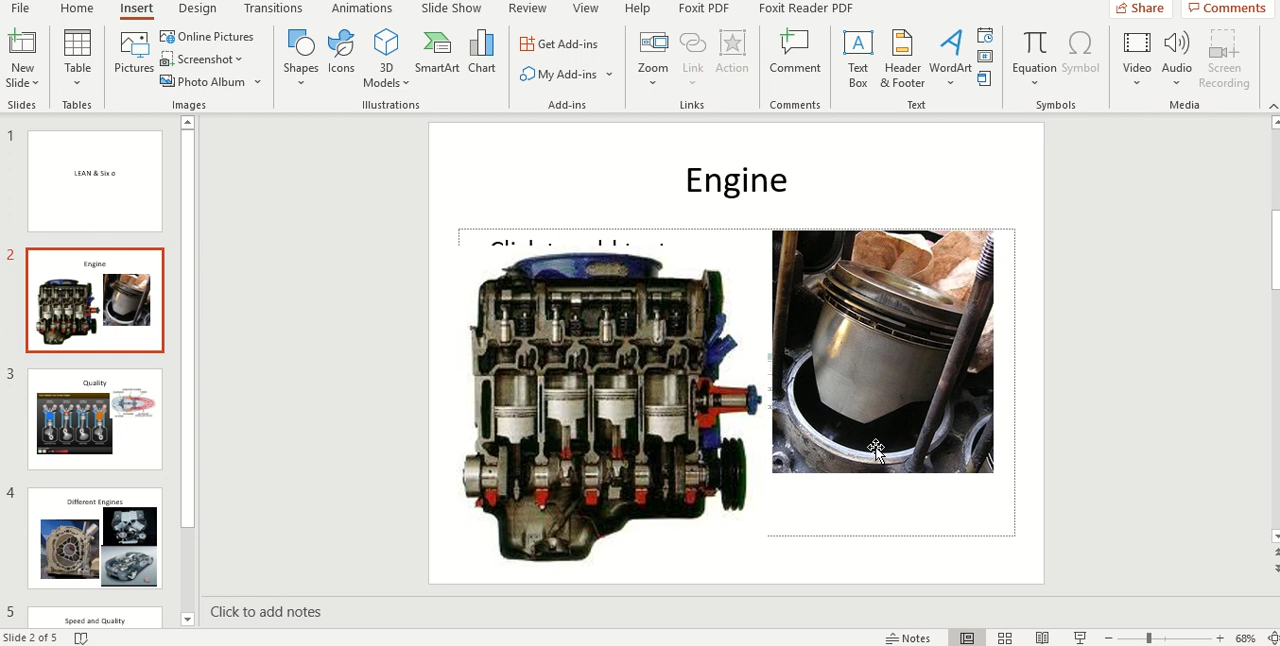 File Home Insert Design Transitions Animations Slide Show Review View Help Foxit PDF Foxit Reader PDF Share Comments
New Slide Table Pictures Online Pictures Screenshot Photo Album Shapes Icons 3D Models SmartArt Chart Get Add-ins My Add-ins Zoom Link Action Comment Text Box Header & Footer WordArt Equation Symbol Video Audio Screen Recording
Slides Tables Images Illustrations Add-ins Links Comments Text Symbols Media
1
LEAN & Six σ
2
Engine
3
Quality
4
Different Engines
5
Speed and Quality
Engine
Click to add text
Click to add notes
Slide 2 of 5 Notes 68%